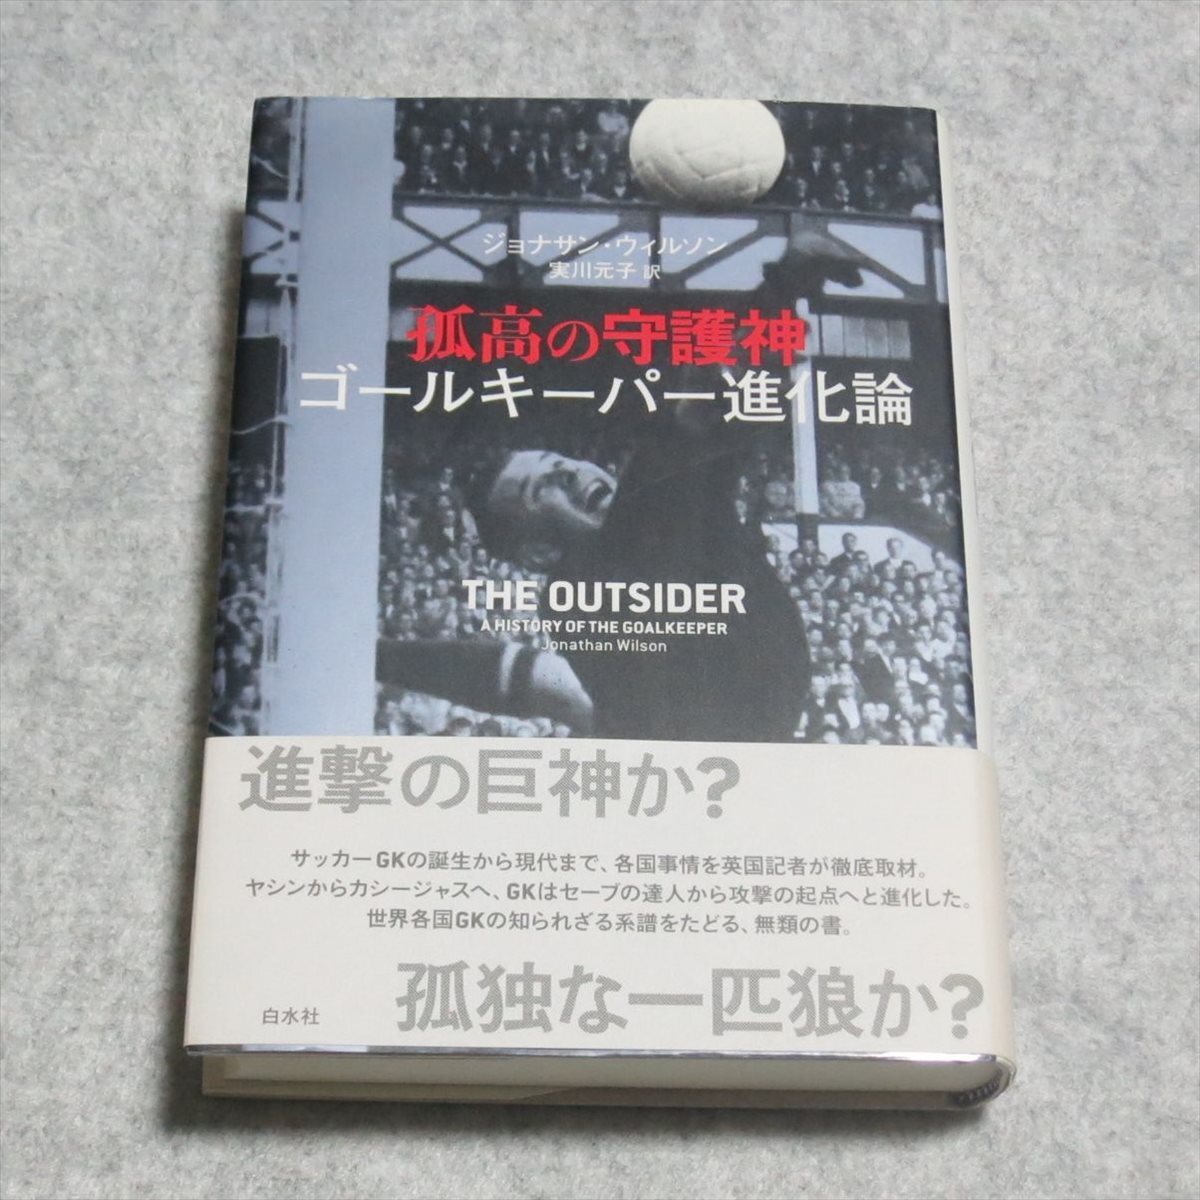 ジョナサン・ウィルソン
実川元子 訳
孤高の守護神
ゴールキーパー進化論
THE OUTSIDER
A HISTORY OF THE GOALKEEPER
Jonathan Wilson
進撃の巨神か?
サッカーGKの誕生から現代まで、各国事情を英国記者が徹底取材。
ヤシンからカシージャスへ、GKはセーブの達人から攻撃の起点へと進化した。
世界各国GKの知られざる系譜をたどる、無類の書。
孤独な一匹狼か?
白水社